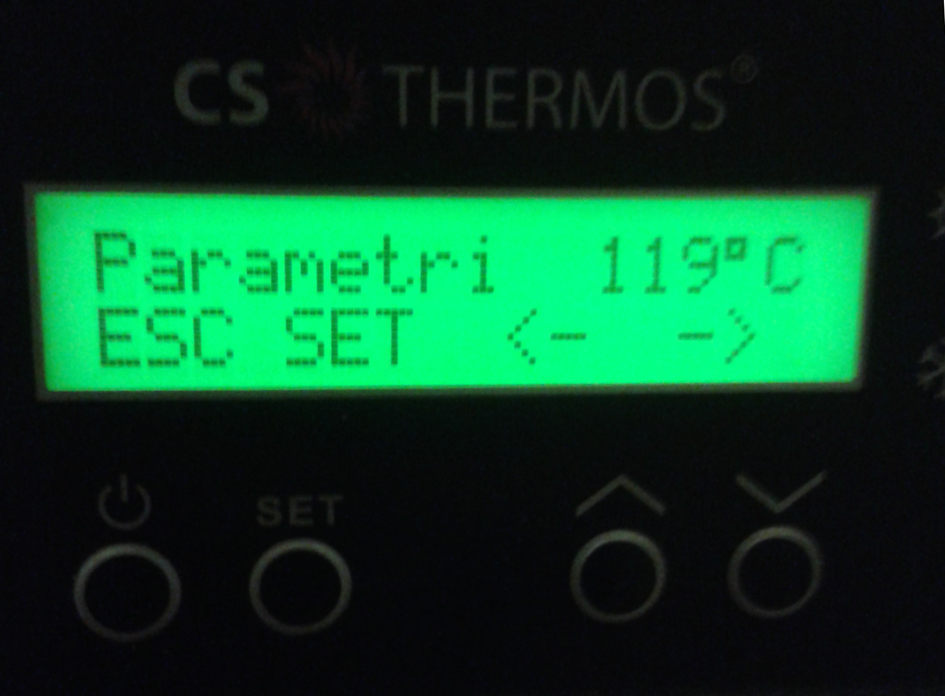 CS THERMOS®
Parametri 119°C
ESC SET <- ->
SET